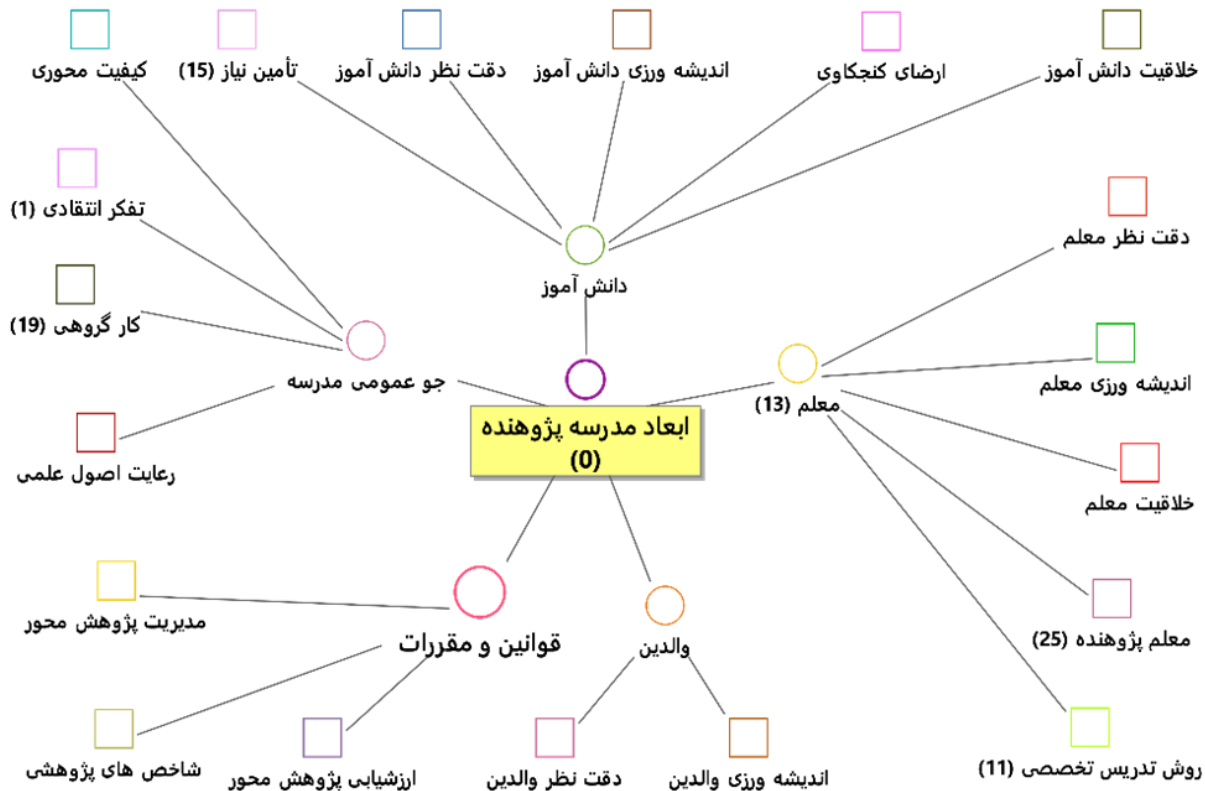 خلاقیت دانش آموز
ارضای کنجکاوی
اندیشه ورزی دانش آموز
دقت نظر دانش آموز
تأمین نیاز (15)
کیفیت محوری
تفکر انتقادی (1)
دقت نظر معلم
دانش آموز
کار گروهی (19)
جو عمومی مدرسه
اندیشه ورزی معلم
معلم (13)
ابعاد مدرسه پژوهنده
(0)
رعایت اصول علمی
خلاقیت معلم
مدیریت پژوهش محور
قوانین و مقررات
والدین
معلم پژوهنده (25)
روش تدریس تخصصی (11)
اندیشه ورزی والدین
دقت نظر والدین
ارزشیابی پژوهش محور
شاخص های پژوهشی